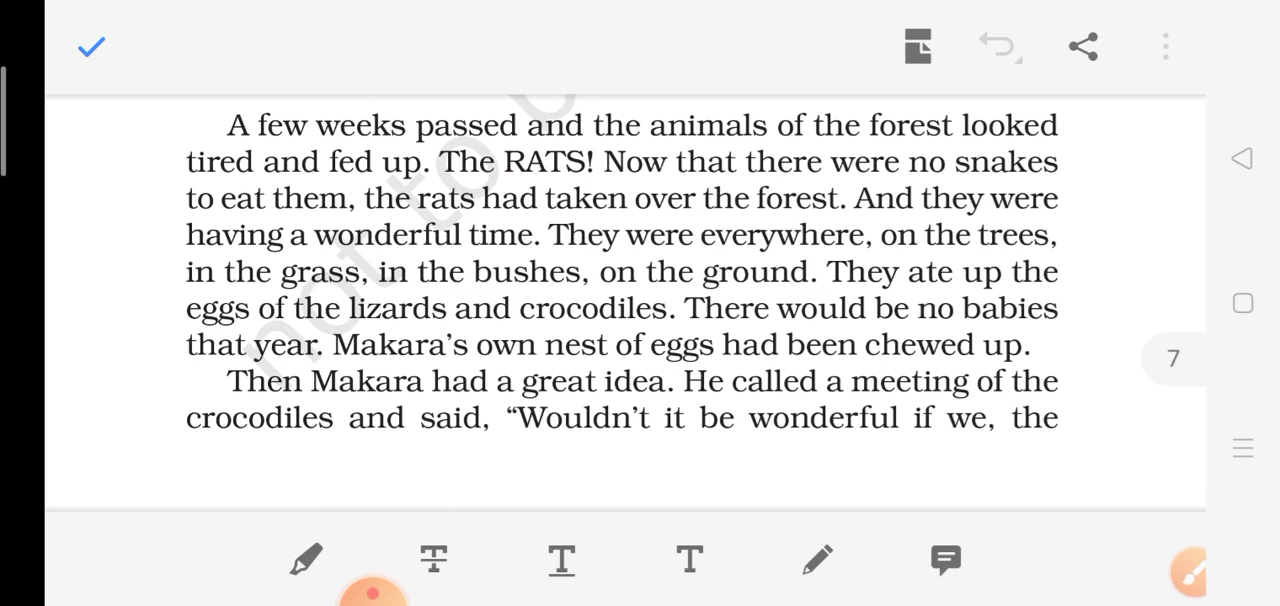 A few weeks passed and the animals of the forest looked
tired and fed up. The RATS! Now that there were no snakes
to eat them, the rats had taken over the forest. And they were
having a wonderful time. They were everywhere, on the trees,
in the grass, in the bushes, on the ground. They ate up the
eggs of the lizards and crocodiles. There would be no babies
that year. Makara's own nest of eggs had been chewed up.
Then Makara had a great idea. He called a meeting of the
crocodiles and said, “Wouldn't it be wonderful if we, the
7
not to b
T T T